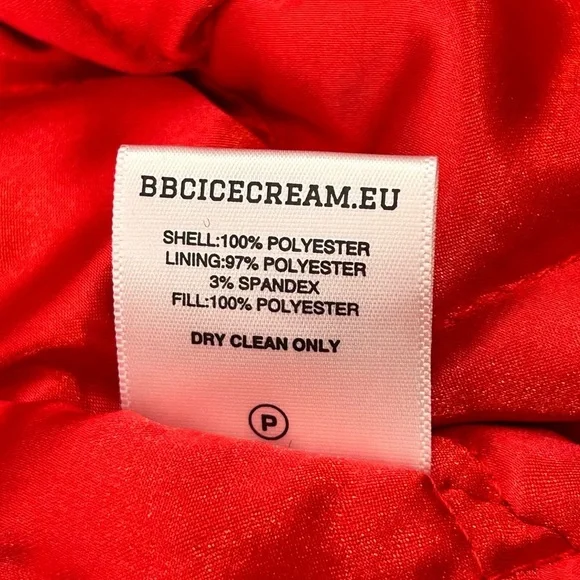 BBCICECREAM.EU
SHELL:100% POLYESTER
LINING:97% POLYESTER
3% SPANDEX
FILL:100% POLYESTER
DRY CLEAN ONLY
P